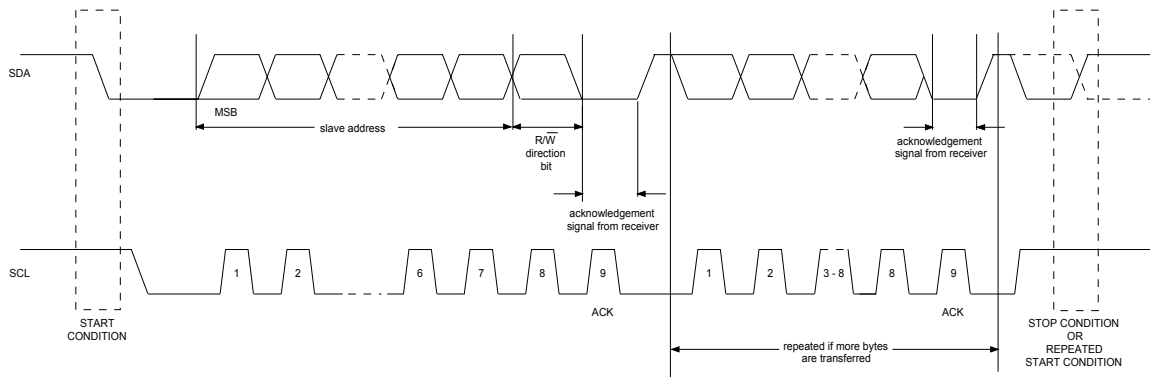 SDA
MSB
slave address
R/W̅
direction
bit
acknowledgement
signal from receiver
acknowledgement
signal from receiver
SCL
1
2
6
7
8
9
1
2
3 - 8
8
9
ACK
ACK
START
CONDITION
repeated if more bytes
are transferred
STOP CONDITION
OR
REPEATED
START CONDITION